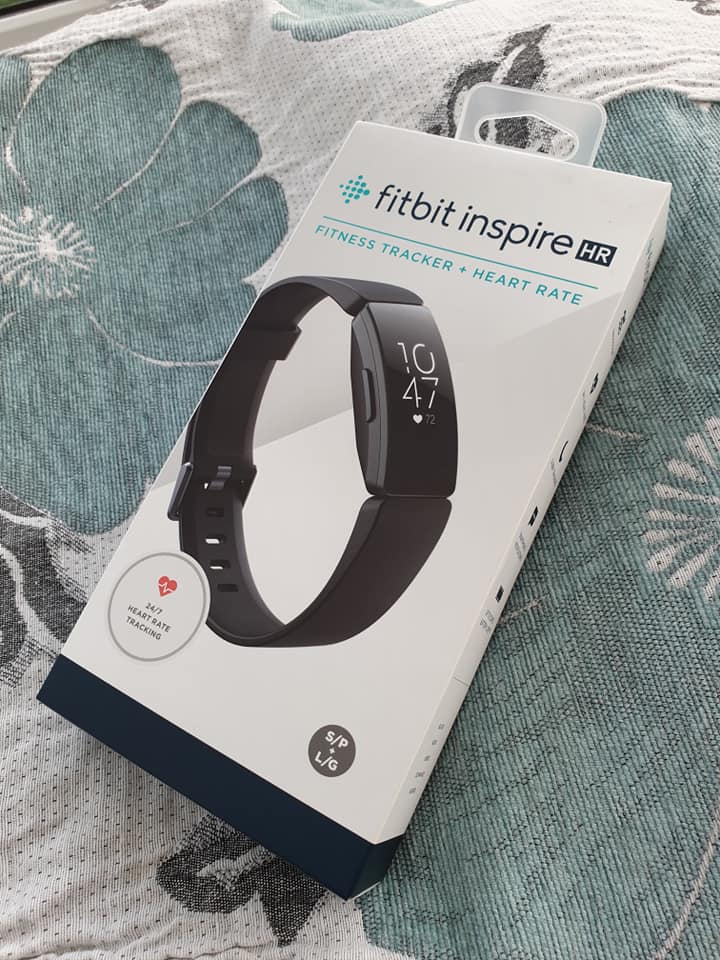 fitbit inspire HR
FITNESS TRACKER + HEART RATE
10
47
72
24/7
HEART RATE
TRACKING
S/P
+
L/G